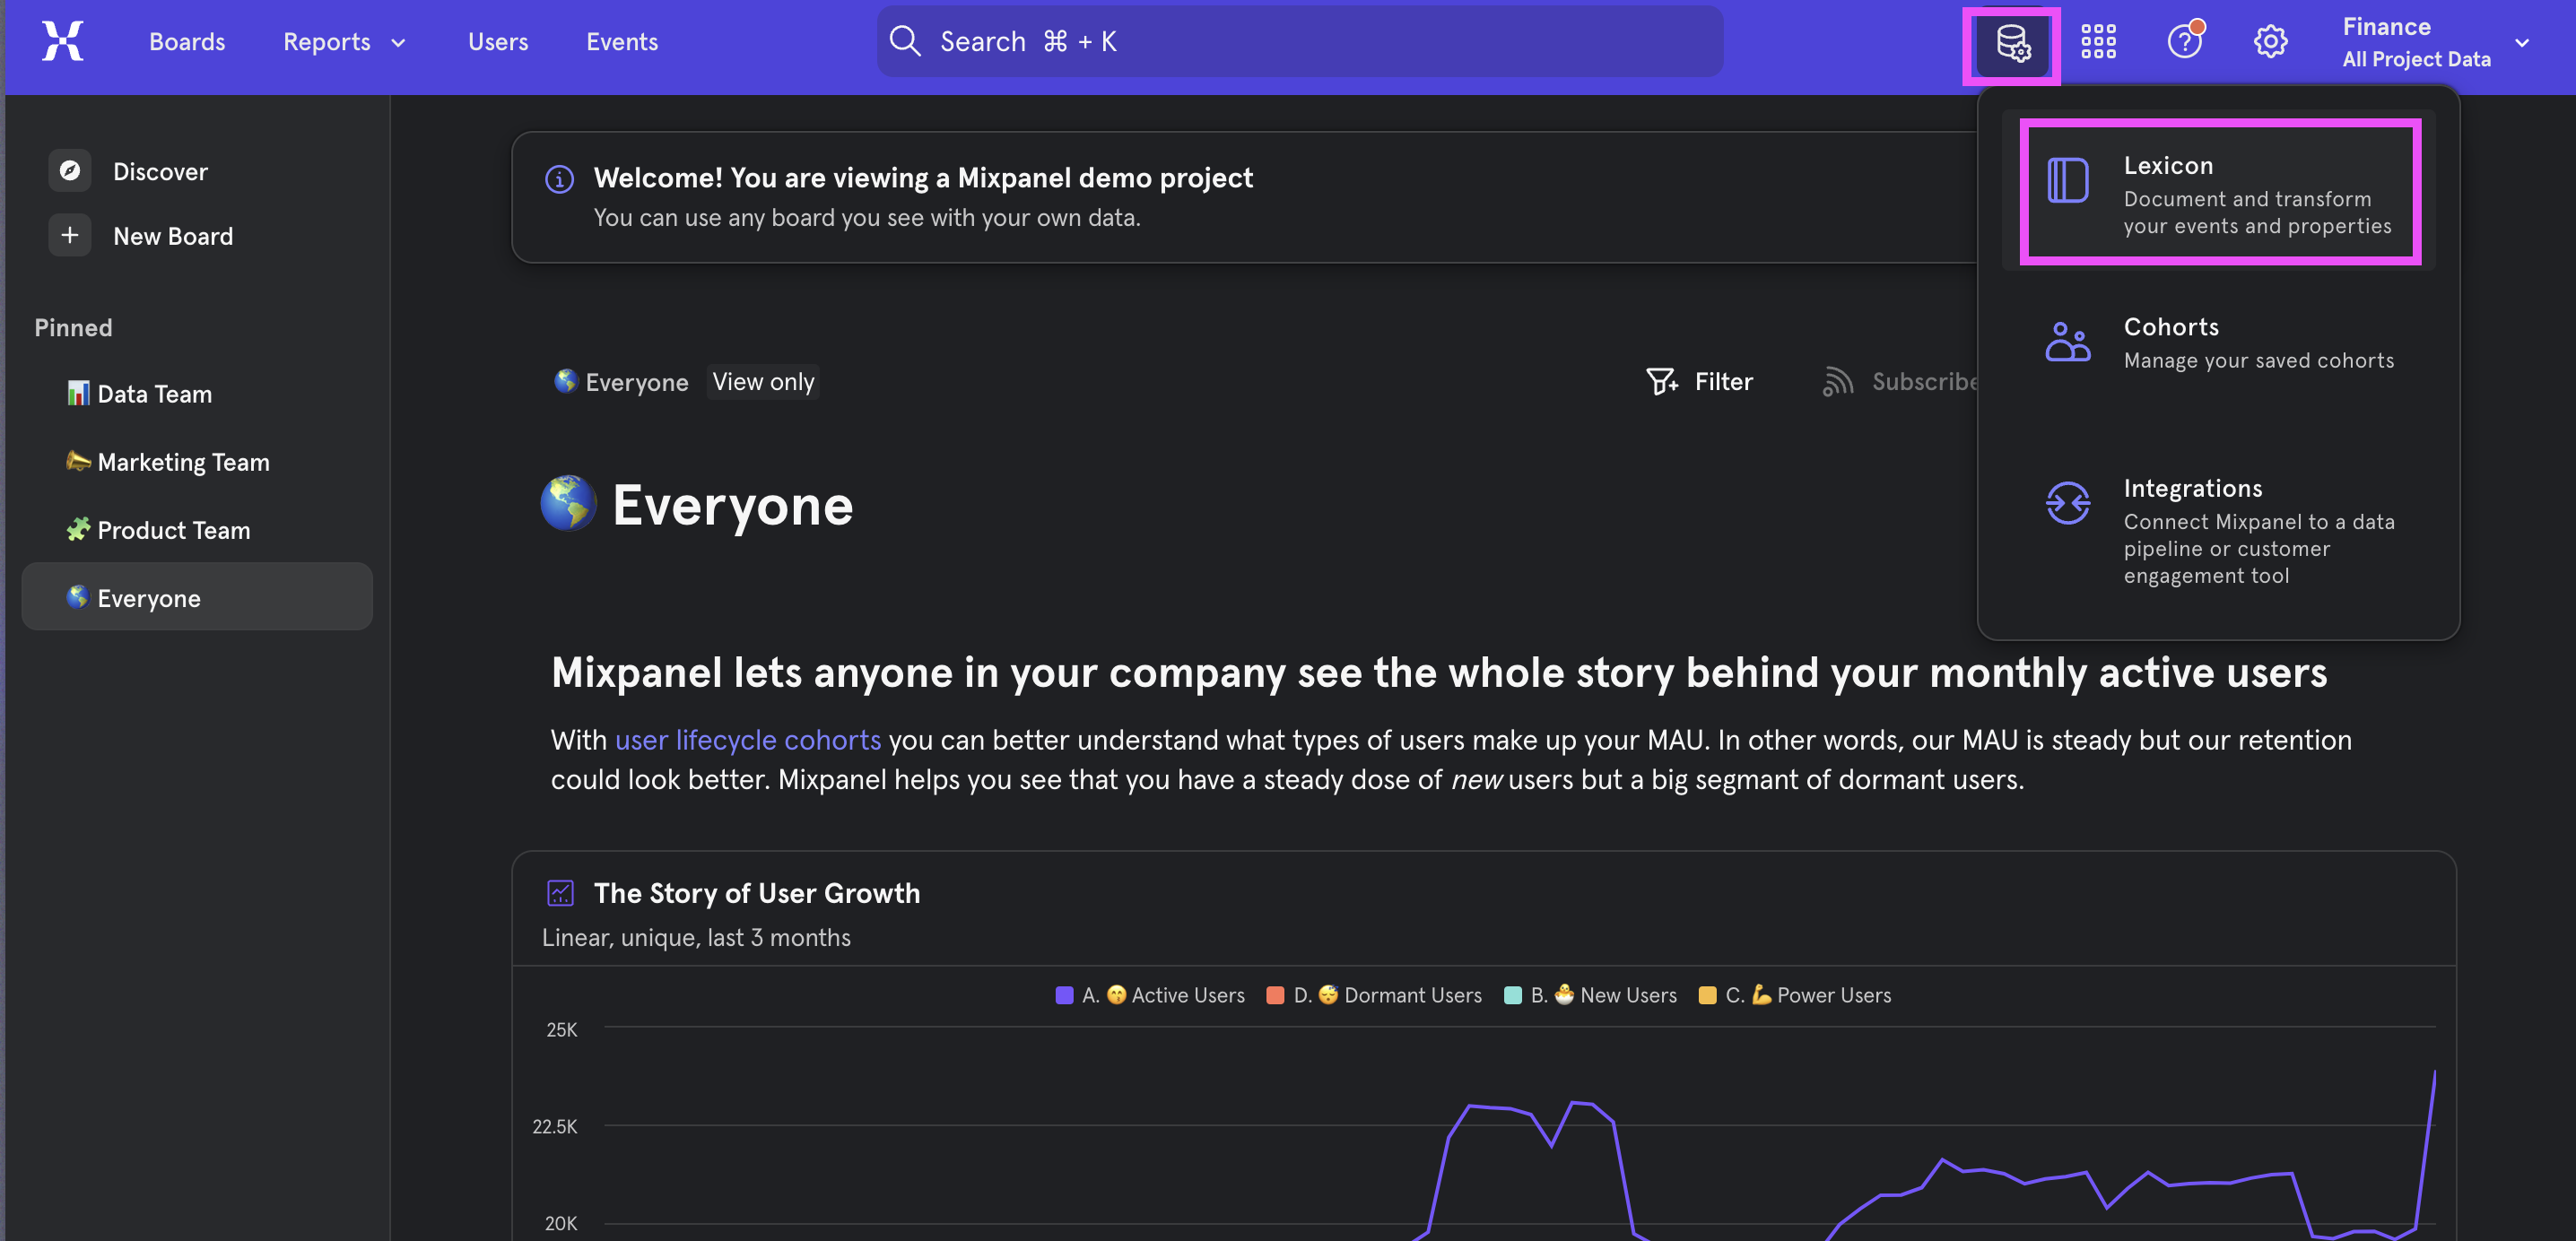 Boards Reports Users Events
Search ⌘ + K
Finance
All Project Data
Discover
New Board
Pinned
Data Team
Marketing Team
Product Team
Everyone
Welcome! You are viewing a Mixpanel demo project
You can use any board you see with your own data.
Everyone View only
Filter Subscribe
Lexicon
Document and transform
your events and properties
Cohorts
Manage your saved cohorts
Integrations
Connect Mixpanel to a data
pipeline or customer
engagement tool
Everyone
Mixpanel lets anyone in your company see the whole story behind your monthly active users
With user lifecycle cohorts you can better understand what types of users make up your MAU. In other words, our MAU is steady but our retention
could look better. Mixpanel helps you see that you have a steady dose of new users but a big segmant of dormant users.
The Story of User Growth
Linear, unique, last 3 months
A. 😙 Active Users D. 😴 Dormant Users B. 🐣 New Users C. 💪 Power Users
25K
22.5K
20K